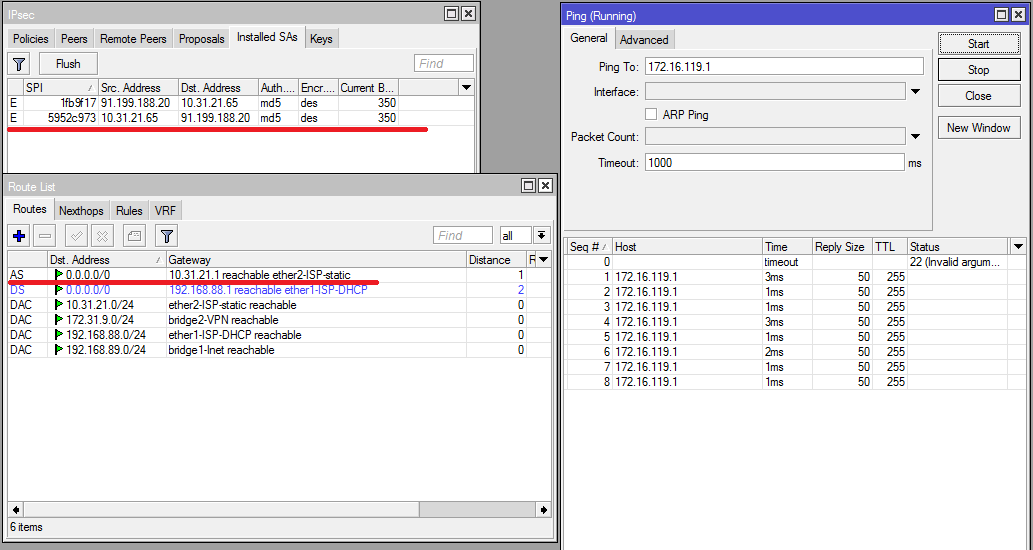 IPsec
Policies Peers Remote Peers Proposals Installed SAs Keys
Flush Find
SPI Src. Address Dst. Address Auth.... Encr.... Current B...
E 1fb9f17 91.199.188.20 10.31.21.65 md5 des 350
E 5952c973 10.31.21.65 91.199.188.20 md5 des 350
Route List
Routes Nexthops Rules VRF
Find all
Dst. Address Gateway Distance R
AS 0.0.0.0/0 10.31.21.1 reachable ether2-ISP-static 1
DS 0.0.0.0/0 192.168.88.1 reachable ether1-ISP-DHCP 2
DAC 10.31.21.0/24 ether2-ISP-static reachable 0
DAC 172.31.9.0/24 bridge2-VPN reachable 0
DAC 192.168.88.0/24 ether1-ISP-DHCP reachable 0
DAC 192.168.89.0/24 bridge1-Inet reachable 0
6 items
Ping (Running)
General Advanced
Ping To: 172.16.119.1
Interface:
ARP Ping
Packet Count:
Timeout: 1000 ms
Start
Stop
Close
New Window
Seq # Host Time Reply Size TTL Status
0 timeout 22 (Invalid argum...
1 172.16.119.1 3ms 50 255
2 172.16.119.1 1ms 50 255
3 172.16.119.1 1ms 50 255
4 172.16.119.1 3ms 50 255
5 172.16.119.1 1ms 50 255
6 172.16.119.1 2ms 50 255
7 172.16.119.1 1ms 50 255
8 172.16.119.1 1ms 50 255